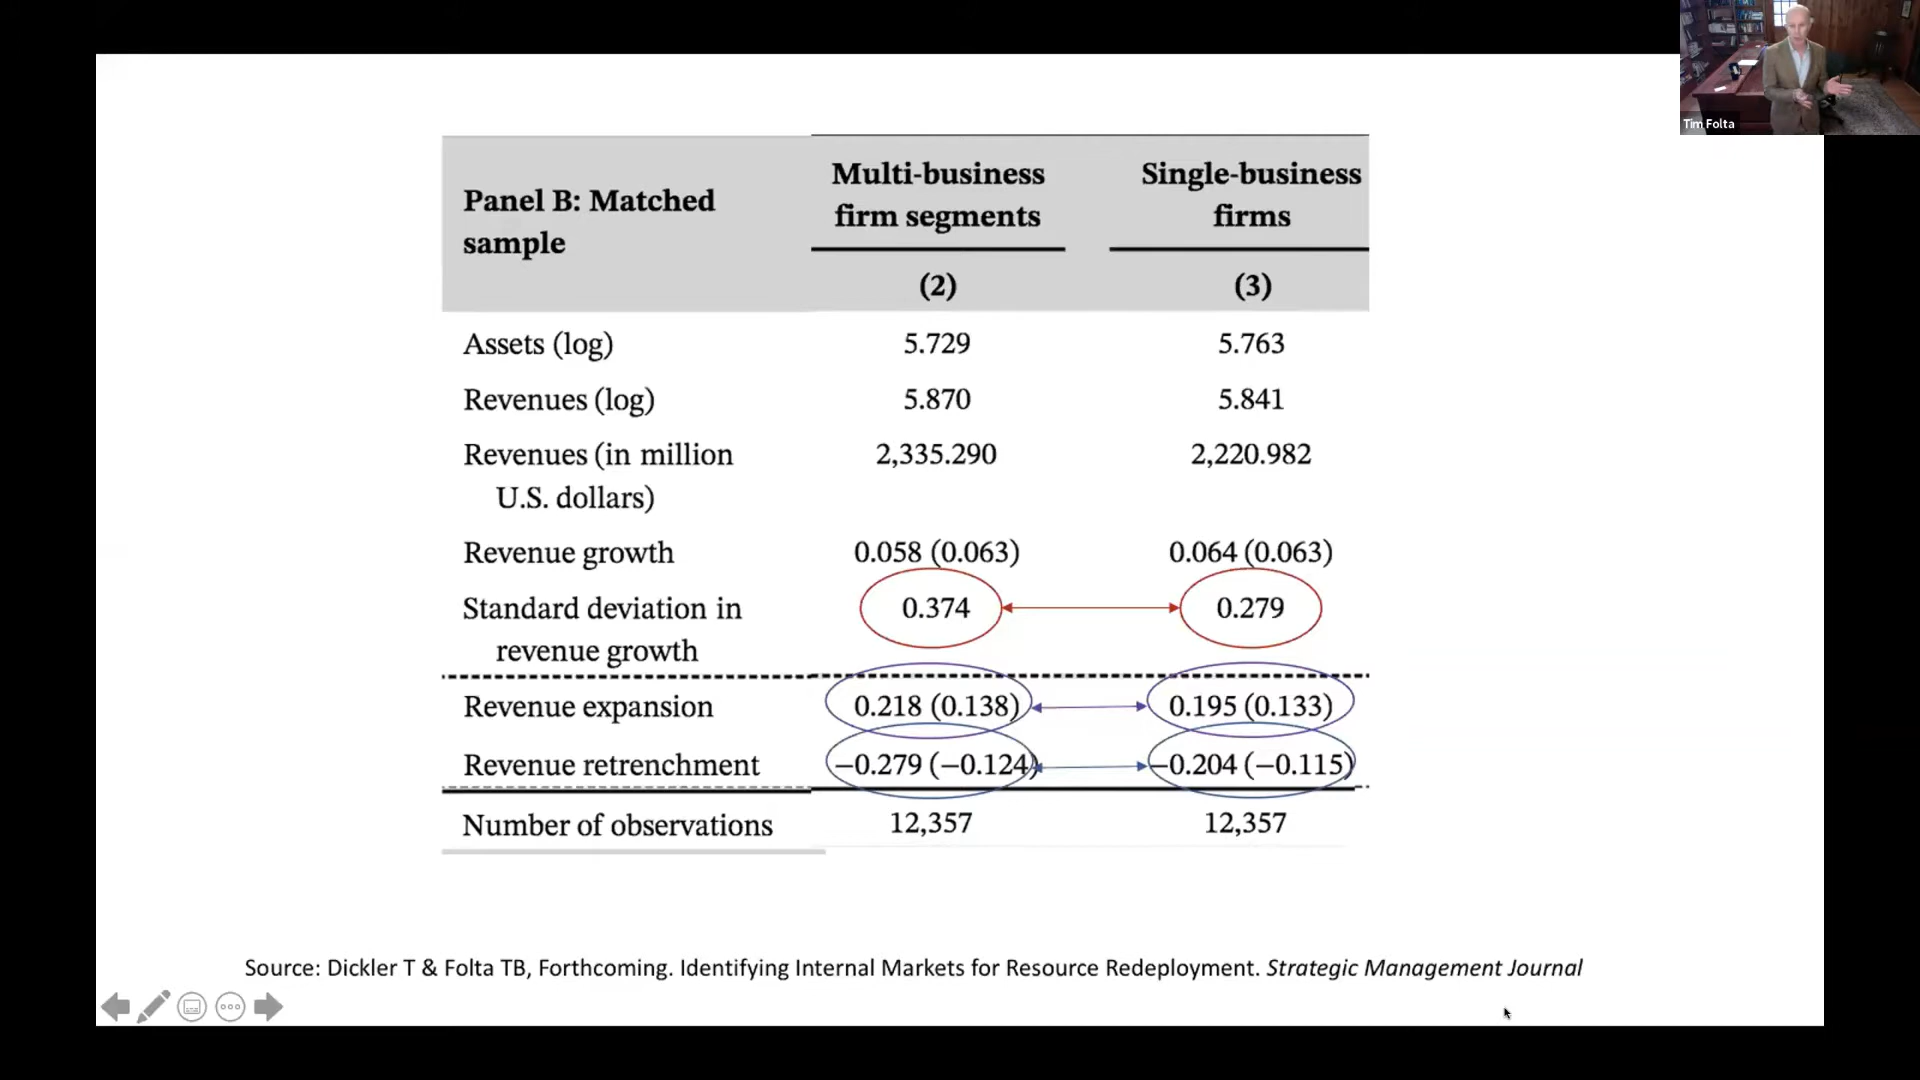 Tim Folta
Panel B: Matched
sample
Multi-business
firm segments
Single-business
firms
(2)
(3)
Assets (log) 5.729 5.763
Revenues (log) 5.870 5.841
Revenues (in million 2,335.290 2,220.982
U.S. dollars)
Revenue growth 0.058 (0.063) 0.064 (0.063)
Standard deviation in 0.374 0.279
revenue growth
Revenue expansion 0.218 (0.138) 0.195 (0.133)
Revenue retrenchment −0.279 (−0.124) −0.204 (−0.115)
Number of observations 12,357 12,357
Source: Dickler T & Folta TB, Forthcoming. Identifying Internal Markets for Resource Redeployment. Strategic Management Journal